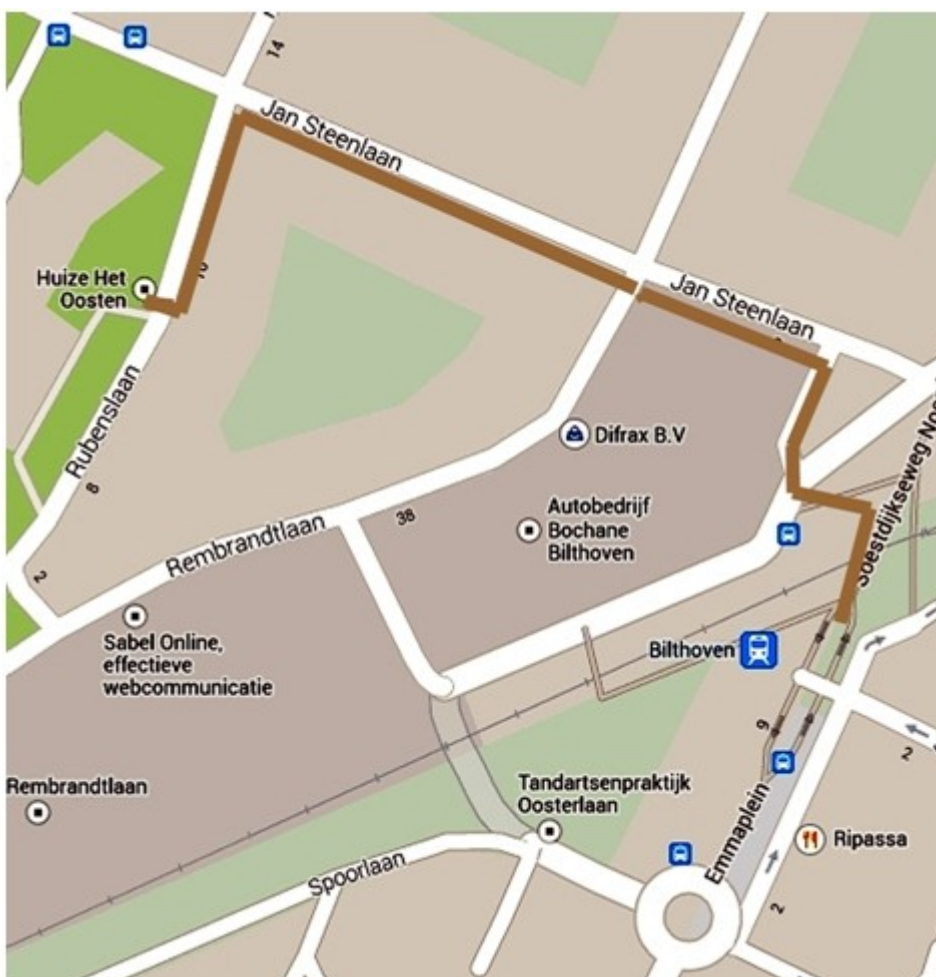 14
Jan Steenlaan
Jan Steenlaan
Huize Het
Oosten
10
Rubenslaan
8
Difrax B.V
Soestdijkseweg Noo
38
Autobedrijf
Bochane
Bilthoven
Rembrandtlaan
2
Sabel Online,
effectieve
webcommunicatie
Bilthoven
9
2
Rembrandtlaan
Tandartsenpraktijk
Oosterlaan
Emmaplein
Ripassa
Spoorlaan
2